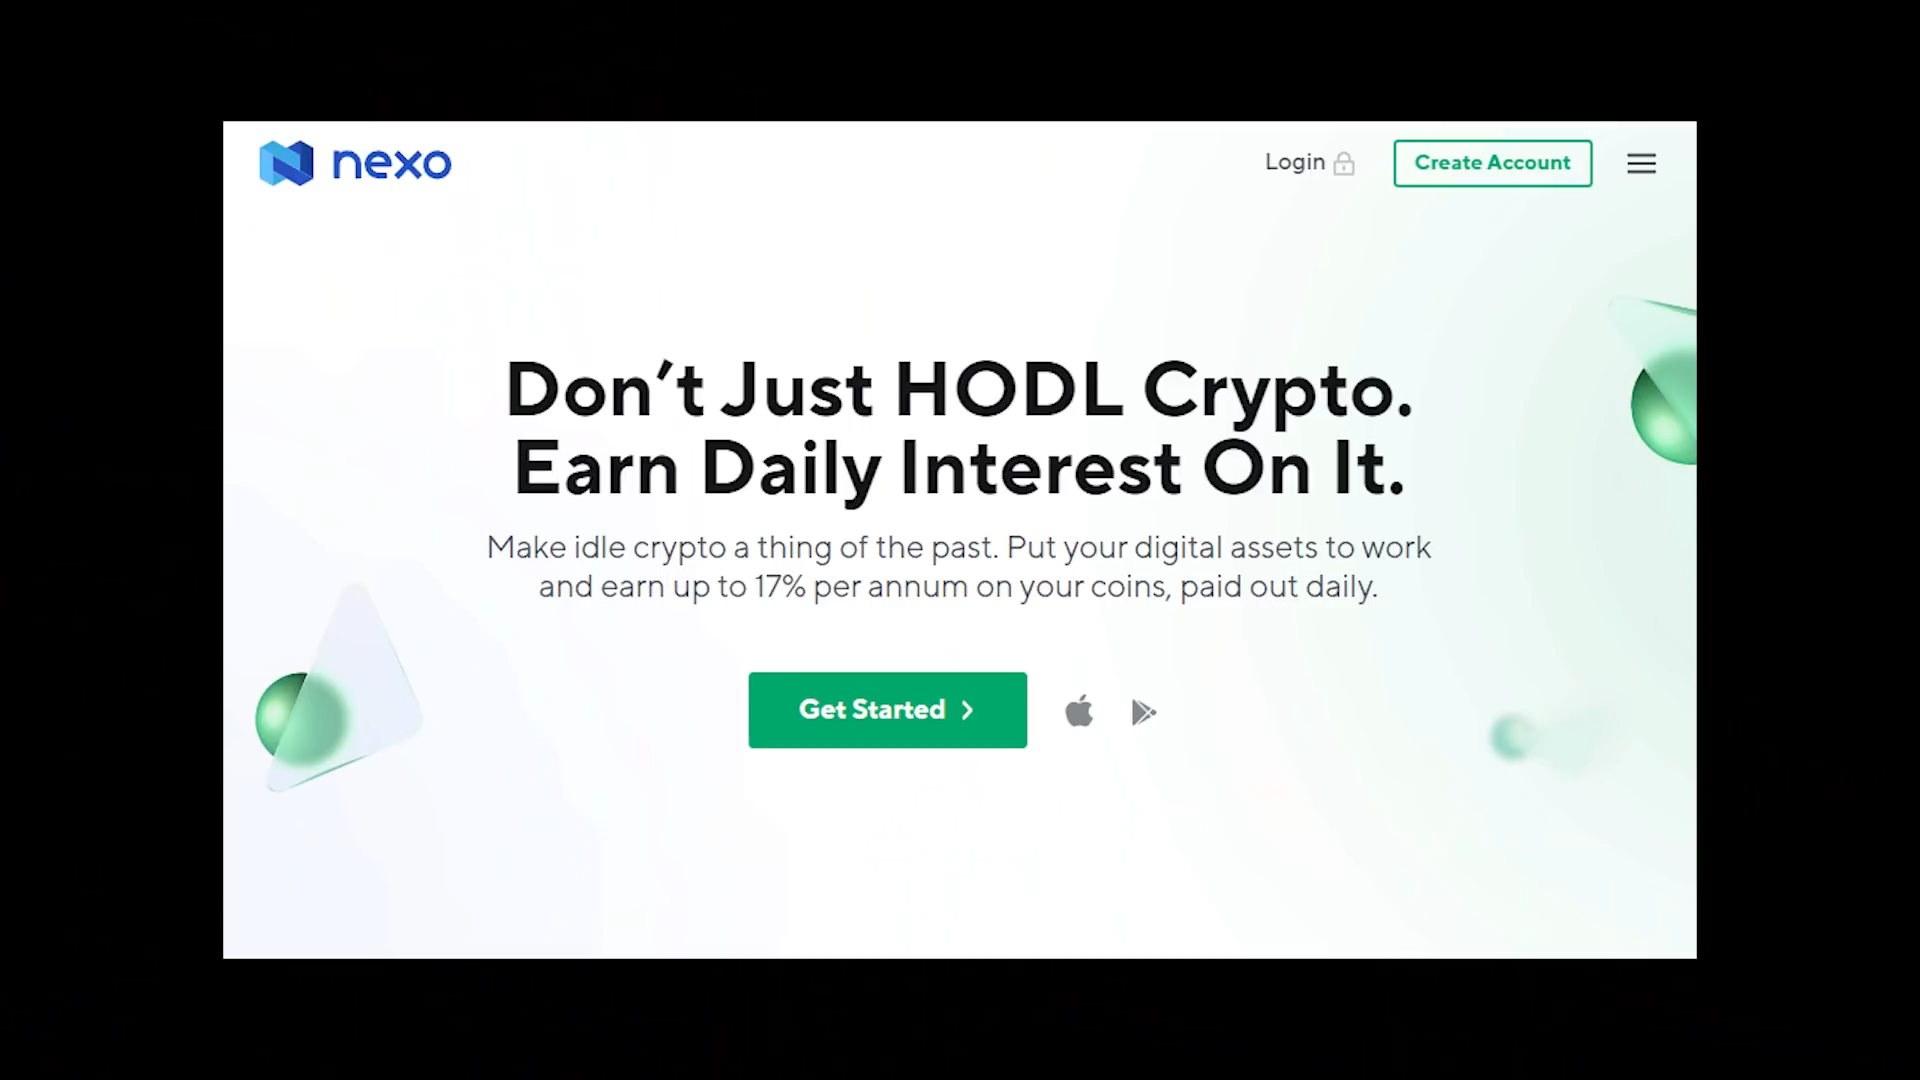 nexo
Login
Create Account
Don’t Just HODL Crypto.
Earn Daily Interest On It.
Make idle crypto a thing of the past. Put your digital assets to work
and earn up to 17% per annum on your coins, paid out daily.
Get Started